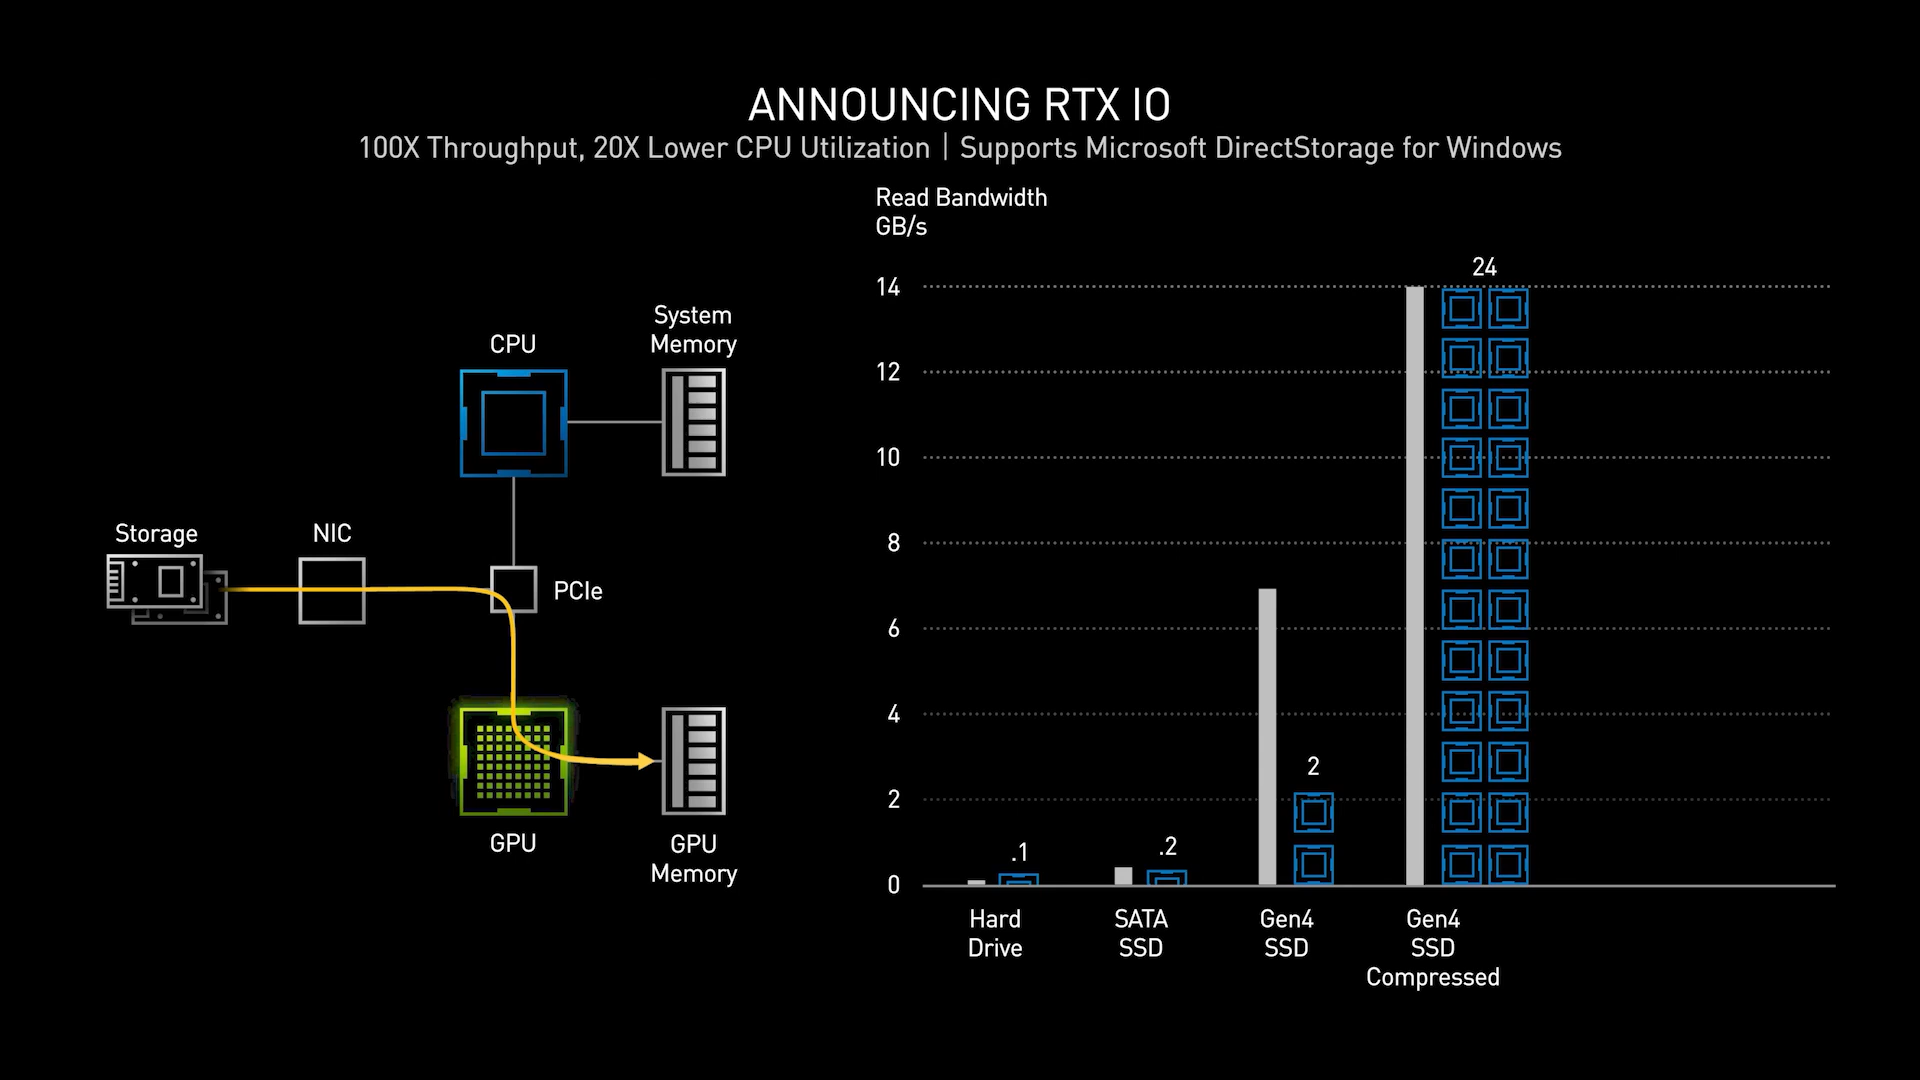 ANNOUNCING RTX IO
100X Throughput, 20X Lower CPU Utilization | Supports Microsoft DirectStorage for Windows
Storage
NIC
CPU
System
Memory
PCIe
GPU
GPU
Memory
Read Bandwidth
GB/s
14
12
10
8
6
4
2
0
.1
.2
2
24
Hard
Drive
SATA
SSD
Gen4
SSD
Gen4
SSD
Compressed